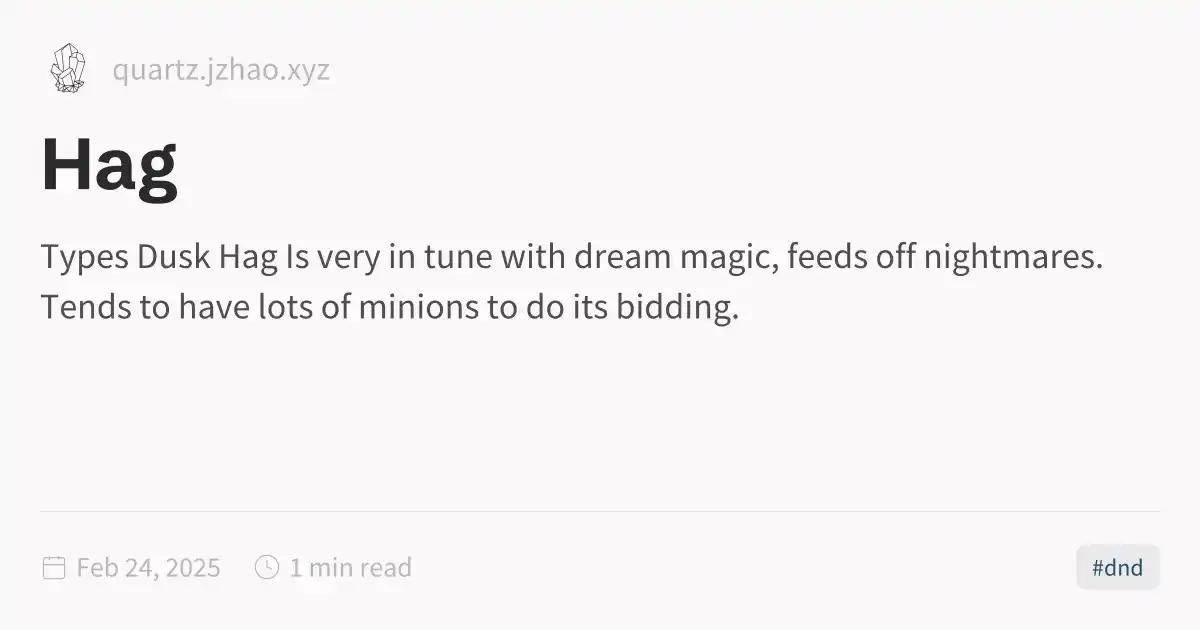 quartz.jzhao.xyz
Hag
Types Dusk Hag Is very in tune with dream magic, feeds off nightmares.
Tends to have lots of minions to do its bidding.
Feb 24, 2025
1 min read
#dnd